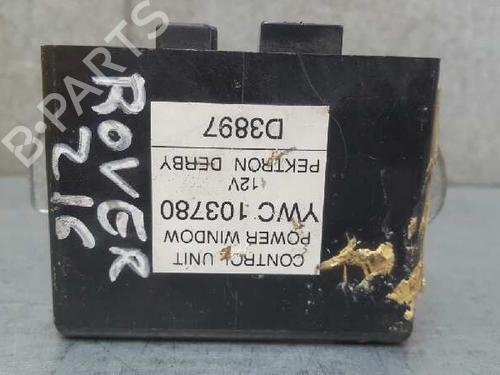 CONTROL UNIT
POWER WINDOW
YWC 103780
12V
PEKTRON DERBY
D3897
ROVER
216
B-PARTS